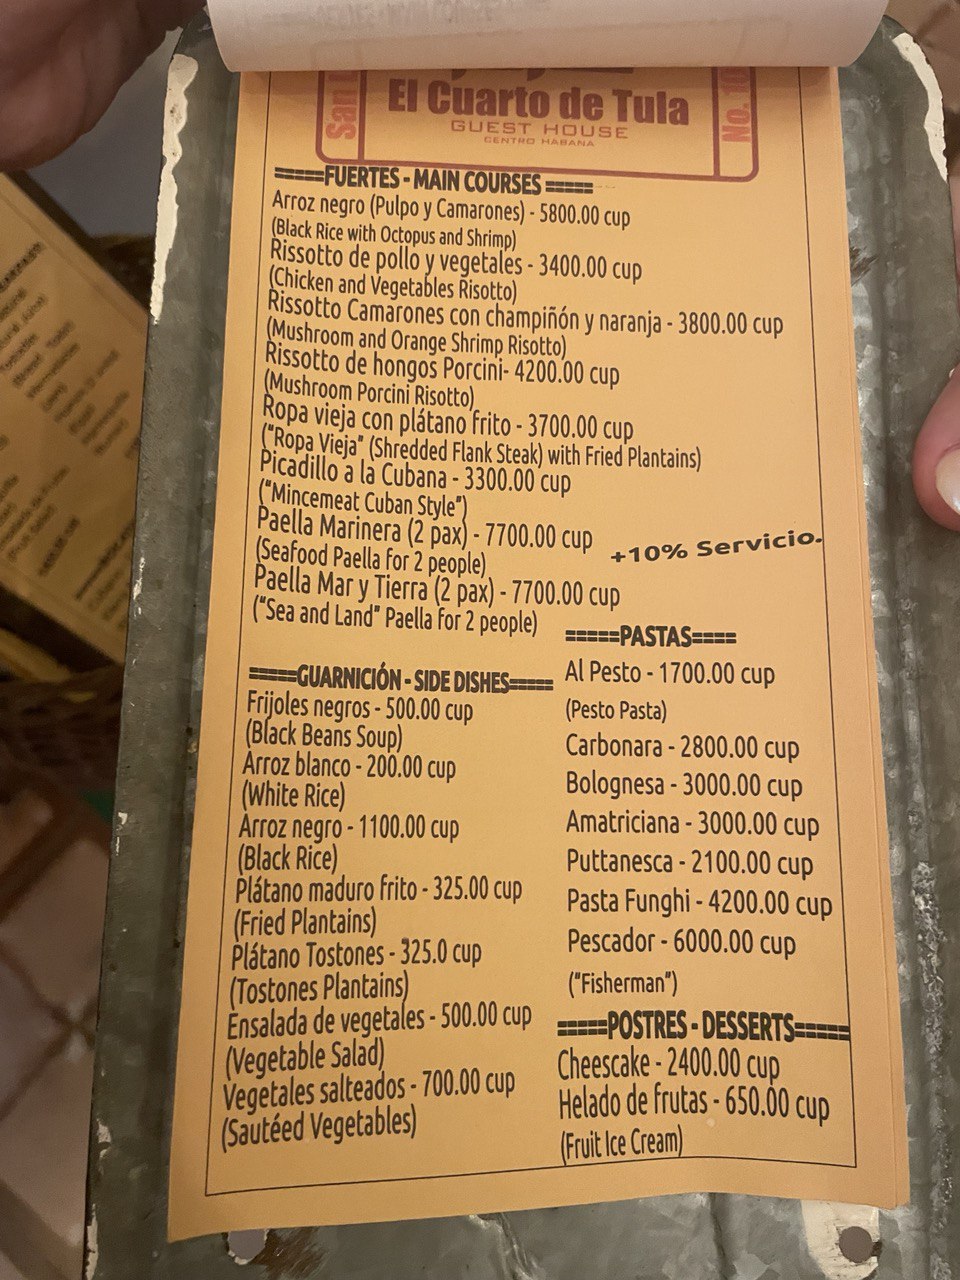 San
El Cuarto de Tula
No. 10
GUEST HOUSE
CENTRO HABANA
=====FUERTES - MAIN COURSES =====
Arroz negro (Pulpo y Camarones) - 5800.00 cup
(Black Rice with Octopus and Shrimp)
Rissotto de pollo y vegetales - 3400.00 cup
(Chicken and Vegetables Risotto)
Rissotto Camarones con champiñón y naranja - 3800.00 cup
(Mushroom and Orange Shrimp Risotto)
Rissotto de hongos Porcini- 4200.00 cup
(Mushroom Porcini Risotto)
Ropa vieja con plátano frito - 3700.00 cup
("Ropa Vieja" (Shredded Flank Steak) with Fried Plantains)
Picadillo a la Cubana - 3300.00 cup
("Mincemeat Cuban Style")
Paella Marinera (2 pax) - 7700.00 cup
(Seafood Paella for 2 people)
+10% Servicio.
Paella Mar y Tierra (2 pax) - 7700.00 cup
("Sea and Land" Paella for 2 people)
=====GUARNICIÓN - SIDE DISHES=====
Frijoles negros - 500.00 cup
(Black Beans Soup)
Arroz blanco - 200.00 cup
(White Rice)
Arroz negro - 1100.00 cup
(Black Rice)
Plátano maduro frito - 325.00 cup
(Fried Plantains)
Plátano Tostones - 325.0 cup
(Tostones Plantains)
Ensalada de vegetales - 500.00 cup
(Vegetable Salad)
Vegetales salteados - 700.00 cup
(Sautéed Vegetables)
=====PASTAS====
Al Pesto - 1700.00 cup
(Pesto Pasta)
Carbonara - 2800.00 cup
Bolognesa - 3000.00 cup
Amatriciana - 3000.00 cup
Puttanesca - 2100.00 cup
Pasta Funghi - 4200.00 cup
Pescador - 6000.00 cup
("Fisherman")
=====POSTRES - DESSERTS=====
Cheescake - 2400.00 cup
Helado de frutas - 650.00 cup
(Fruit Ice Cream)